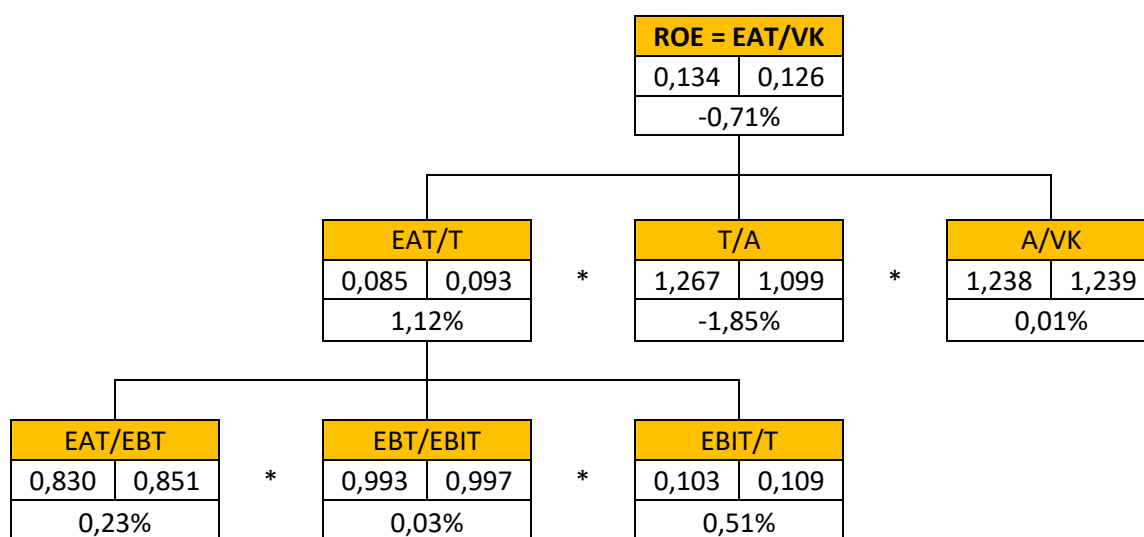 ROE = EAT/VK
0,134 0,126
-0,71%
EAT/T * T/A * A/VK
0,085 0,093 1,267 1,099 1,238 1,239
1,12% -1,85% 0,01%
EAT/EBT * EBT/EBIT * EBIT/T
0,830 0,851 0,993 0,997 0,103 0,109
0,23% 0,03% 0,51%